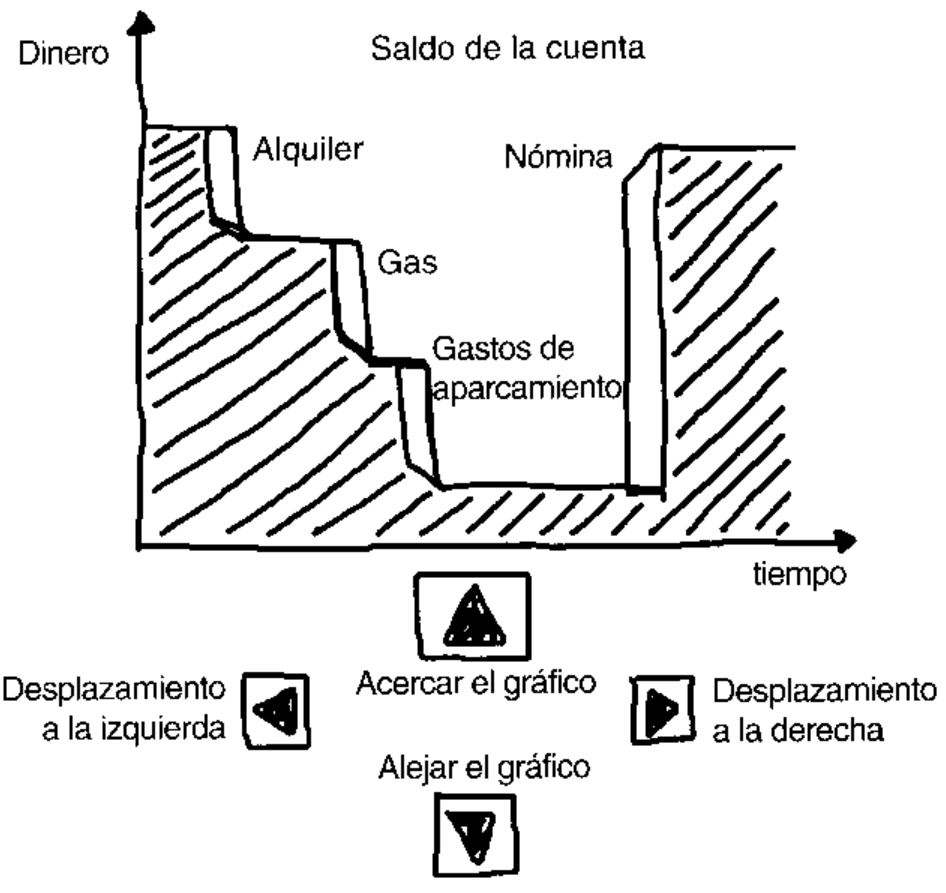 Dinero
Saldo de la cuenta
Alquiler
Nómina
Gas
Gastos de
aparcamiento
tiempo
Desplazamiento
a la izquierda
Acercar el gráfico
Desplazamiento
a la derecha
Alejar el gráfico